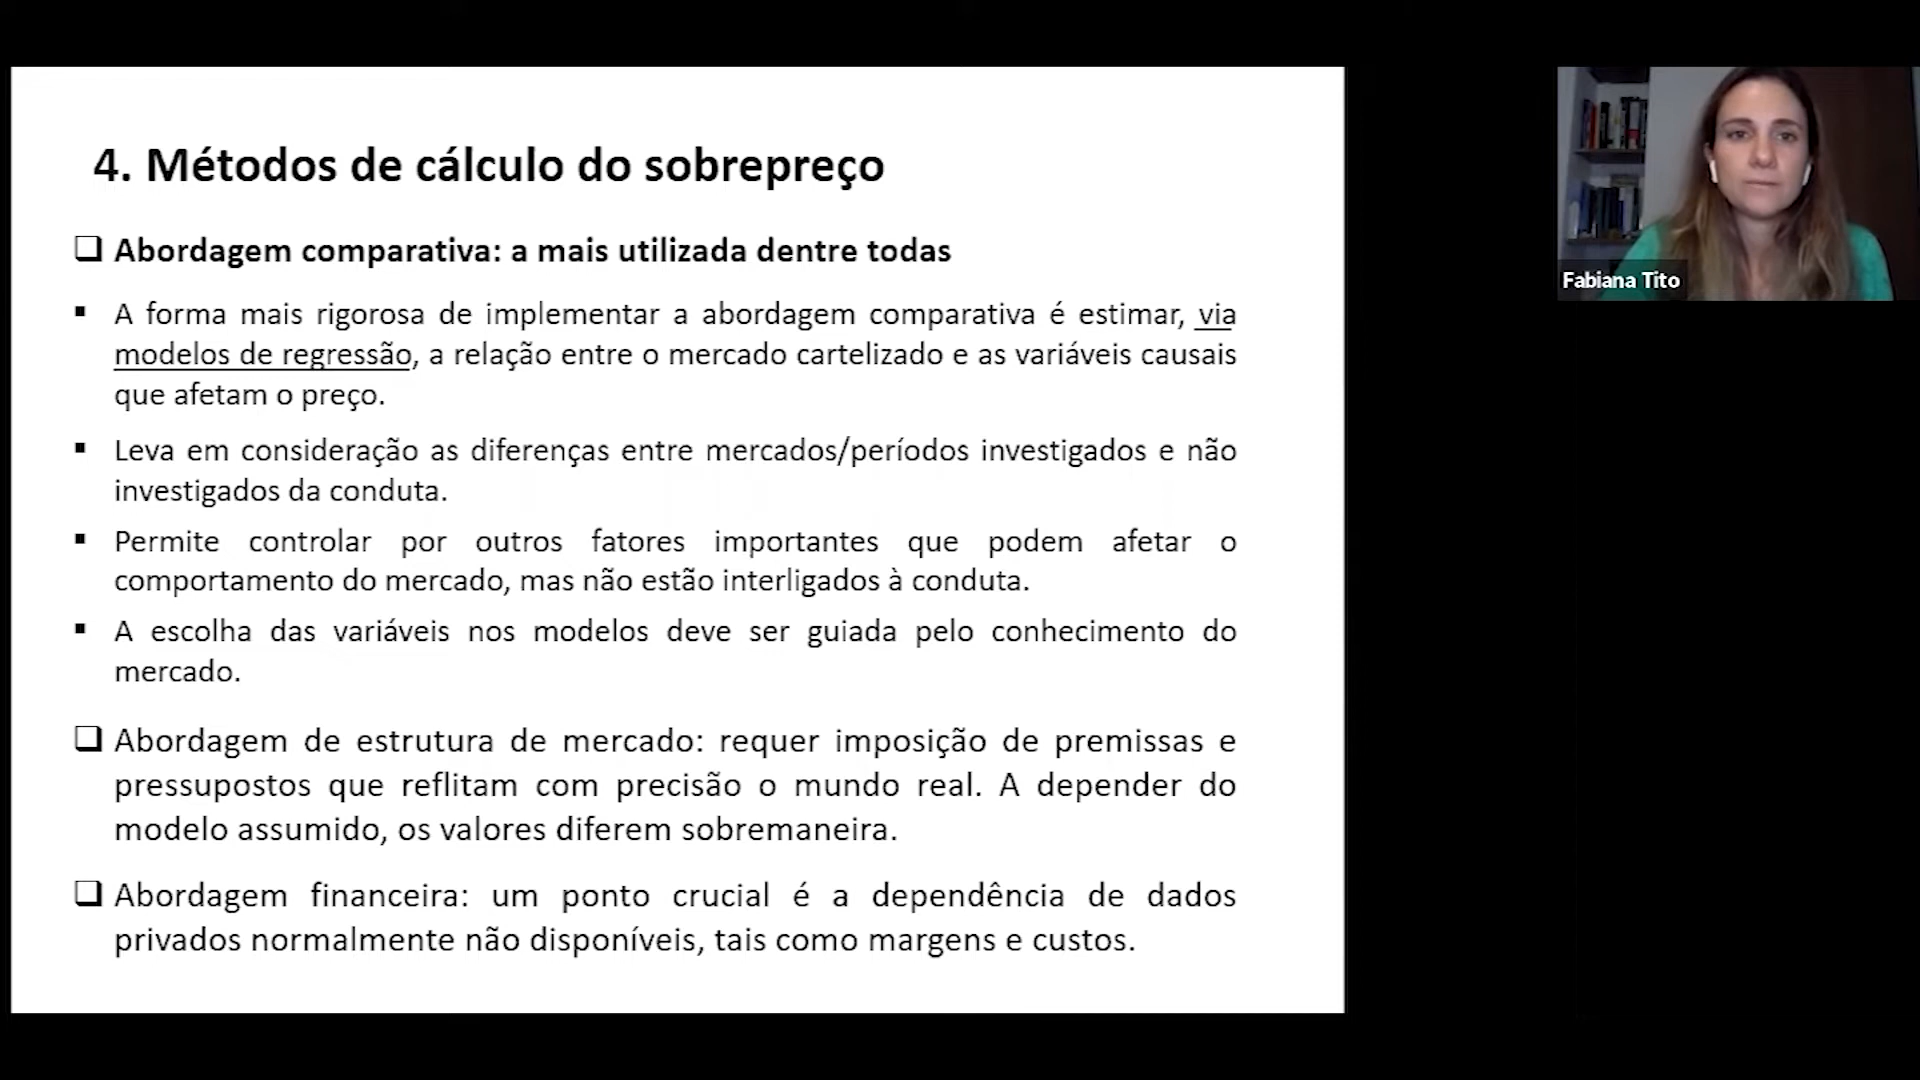 4. Métodos de cálculo do sobrepreço
❑ Abordagem comparativa: a mais utilizada dentre todas
▪ A forma mais rigorosa de implementar a abordagem comparativa é estimar, via
modelos de regressão, a relação entre o mercado cartelizado e as variáveis causais
que afetam o preço.
▪ Leva em consideração as diferenças entre mercados/períodos investigados e não
investigados da conduta.
▪ Permite controlar por outros fatores importantes que podem afetar o
comportamento do mercado, mas não estão interligados à conduta.
▪ A escolha das variáveis nos modelos deve ser guiada pelo conhecimento do
mercado.
❑ Abordagem de estrutura de mercado: requer imposição de premissas e
pressupostos que reflitam com precisão o mundo real. A depender do
modelo assumido, os valores diferem sobremaneira.
❑ Abordagem financeira: um ponto crucial é a dependência de dados
privados normalmente não disponíveis, tais como margens e custos.
Fabiana Tito